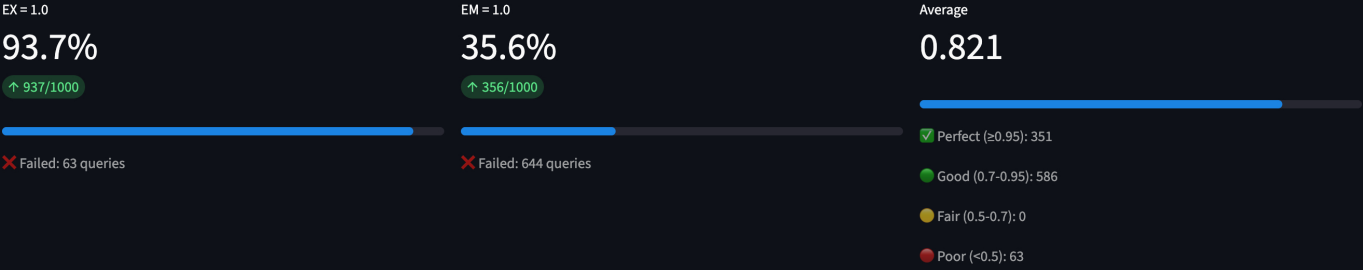 EX = 1.0
93.7%
↑ 937/1000
❌ Failed: 63 queries
EM = 1.0
35.6%
↑ 356/1000
❌ Failed: 644 queries
Average
0.821
✅ Perfect (≥0.95): 351
🟢 Good (0.7-0.95): 586
🟡 Fair (0.5-0.7): 0
🔴 Poor (<0.5): 63